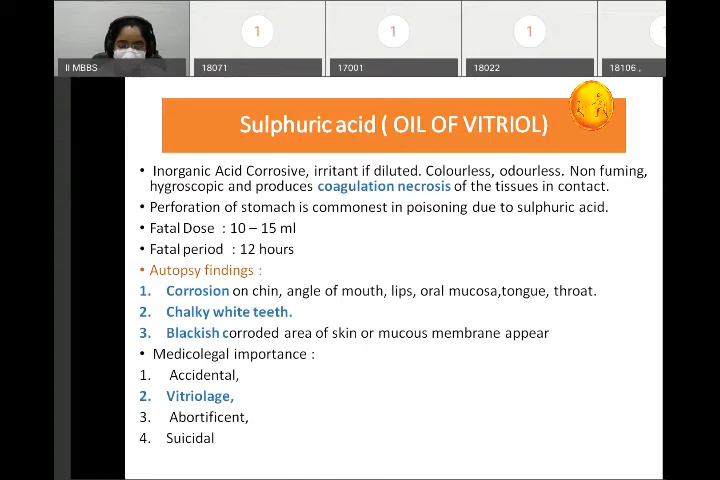 1 1 1 1
II MBBS 18071 17001 18022 18106 ,
Sulphuric acid ( OIL OF VITRIOL)
• Inorganic Acid Corrosive, irritant if diluted. Colourless, odourless. Non fuming,
hygroscopic and produces coagulation necrosis of the tissues in contact.
• Perforation of stomach is commonest in poisoning due to sulphuric acid.
• Fatal Dose : 10 – 15 ml
• Fatal period : 12 hours
• Autopsy findings :
1. Corrosion on chin, angle of mouth, lips, oral mucosa,tongue, throat.
2. Chalky white teeth.
3. Blackish corroded area of skin or mucous membrane appear
• Medicolegal importance :
1. Accidental,
2. Vitriolage,
3. Abortificent,
4. Suicidal